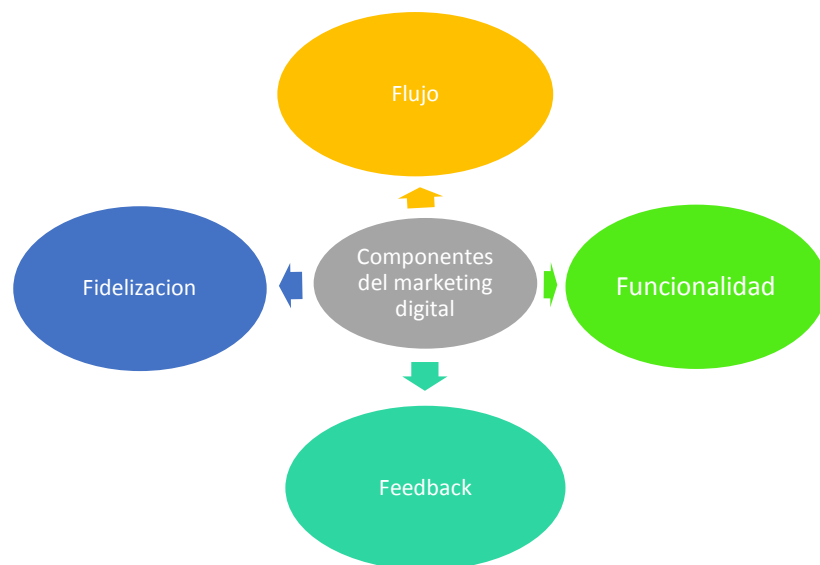 Flujo
Fidelizacion
Componentes
del marketing
digital
Funcionalidad
Feedback